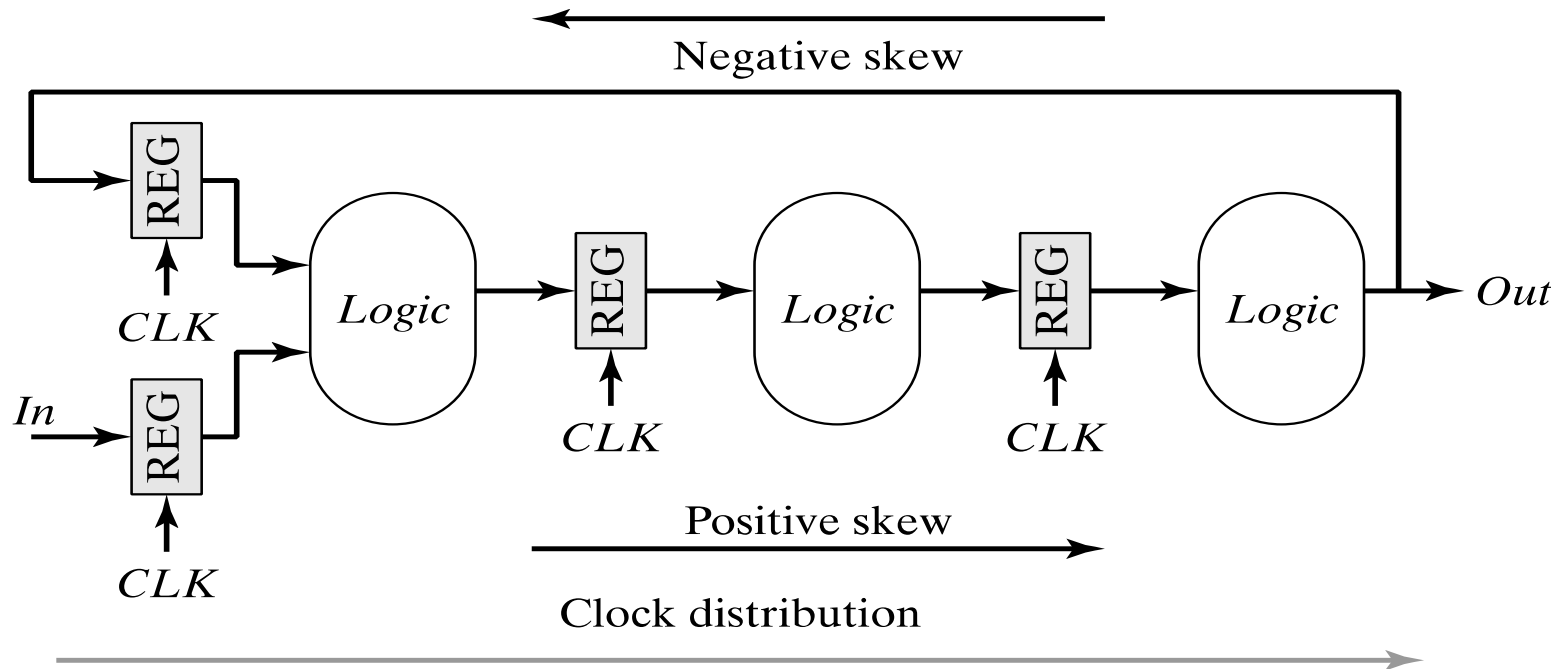 Negative skew
REG
CLK
Logic
REG
CLK
Logic
REG
CLK
Logic
Out
In
REG
CLK
Positive skew
Clock distribution